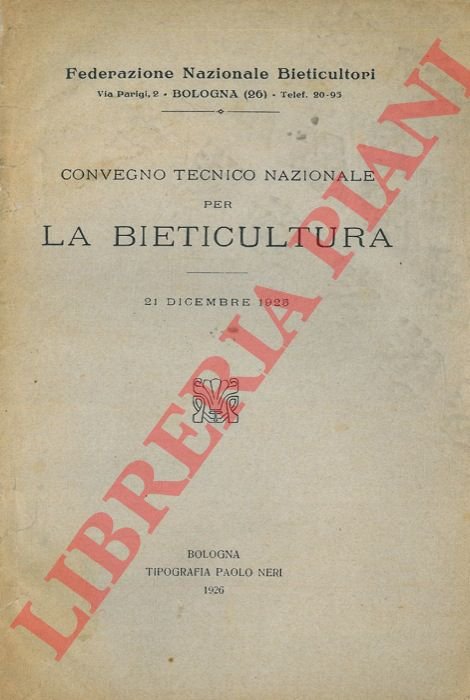 Federazione Nazionale Bieticultori
Via Parigi, 2 - BOLOGNA (26) - Telef. 20-95
CONVEGNO TECNICO NAZIONALE
PER
LA BIETICULTURA
21 DICEMBRE 1925
BOLOGNA
TIPOGRAFIA PAOLO NERI
1926
LIBRERIA PIANI